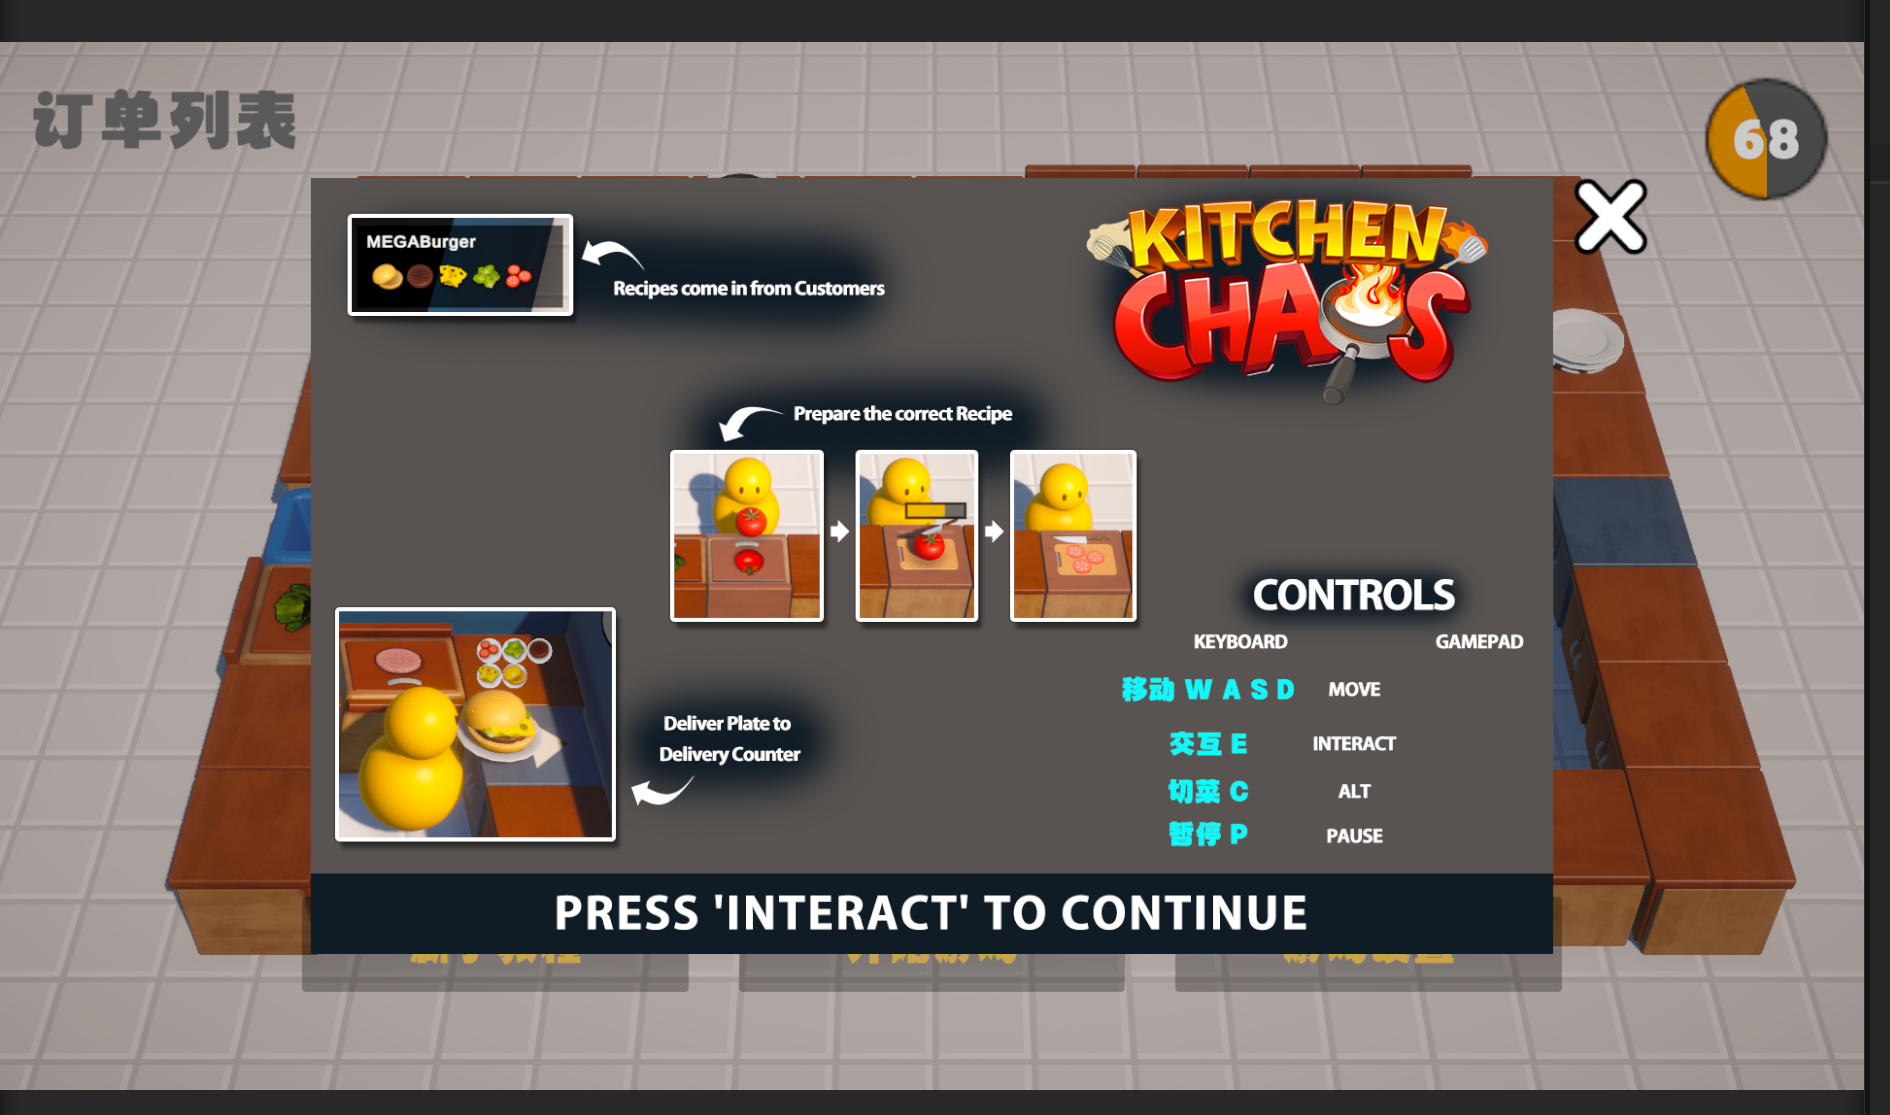 订单列表
68
MEGABurger
Recipes come in from Customers
KITCHEN
CHAOS
Prepare the correct Recipe
Deliver Plate to
Delivery Counter
CONTROLS
KEYBOARD GAMEPAD
移动 W A S D MOVE
交互 E INTERACT
切菜 C ALT
暂停 P PAUSE
PRESS 'INTERACT' TO CONTINUE